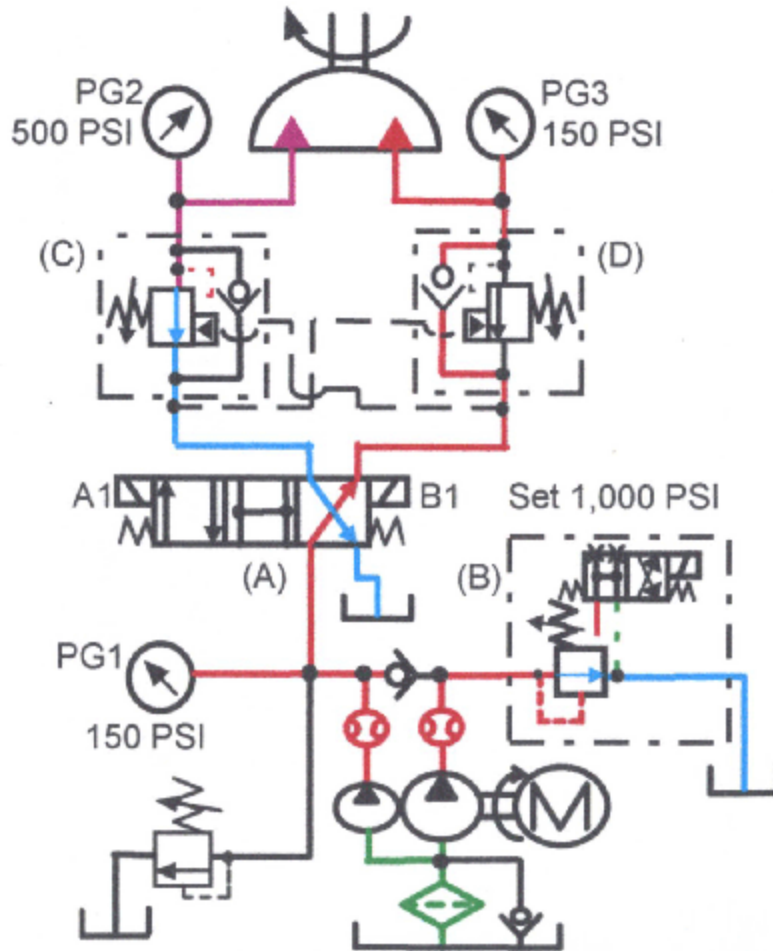 PG2
500 PSI
PG3
150 PSI
(C)
(D)
A1
B1
Set 1,000 PSI
(A)
(B)
PG1
150 PSI
M